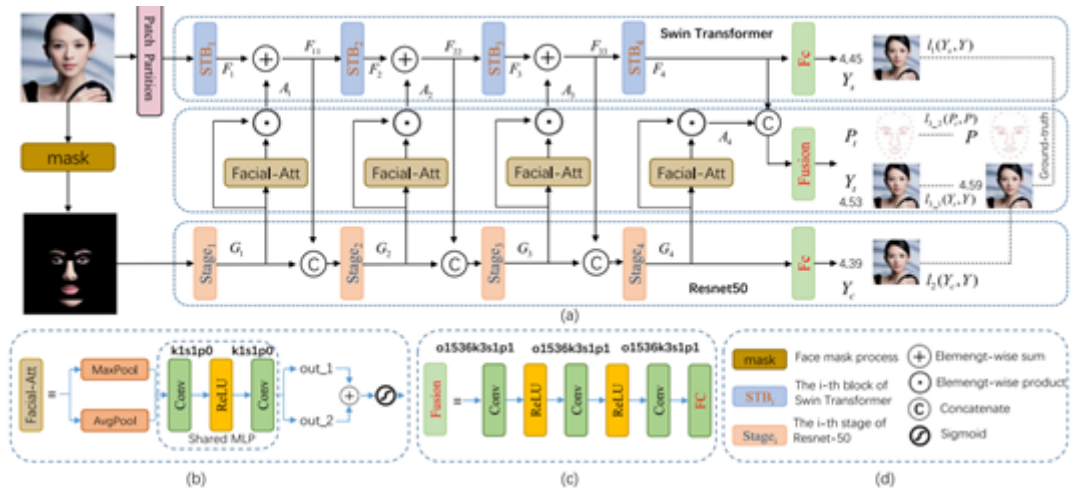 Patch Partition
STB₁
F₁
F₁₁
STB₂
F₂
F₂₂
STB₃
F₃
F₃₃
STB₄
F₄
Swin Transformer
Fc
4.45
Yₛ
l₁(Yₛ,Y)
A₁
A₂
A₃
mask
Facial-Att
Facial-Att
Facial-Att
Facial-Att
A₄
C
Fusion
Pₜ
P
Yₜ
4.53
4.59
Ground-truth
Stage₁
G₁
C
Stage₂
G₂
C
Stage₃
G₃
C
Stage₄
G₄
Resnet50
Fc
4.39
Y_c
l₂(Y_c,Y)
(a)
Facial-Att
=
MaxPool
AvgPool
k1s1p0
k1s1p0
Conv
ReLU
Conv
Shared MLP
out_1
out_2
(b)
o1536k3s1p1
o1536k3s1p1
o1536k3s1p1
Fusion
=
Conv
ReLU
Conv
ReLU
Conv
FC
(c)
mask
Face mask process
STBᵢ
The i-th block of
Swin Transformer
Stageᵢ
The i-th stage of
Resnet-50
Elemengt-wise sum
Elemengt-wise product
C
Concatenate
Sigmoid
(d)